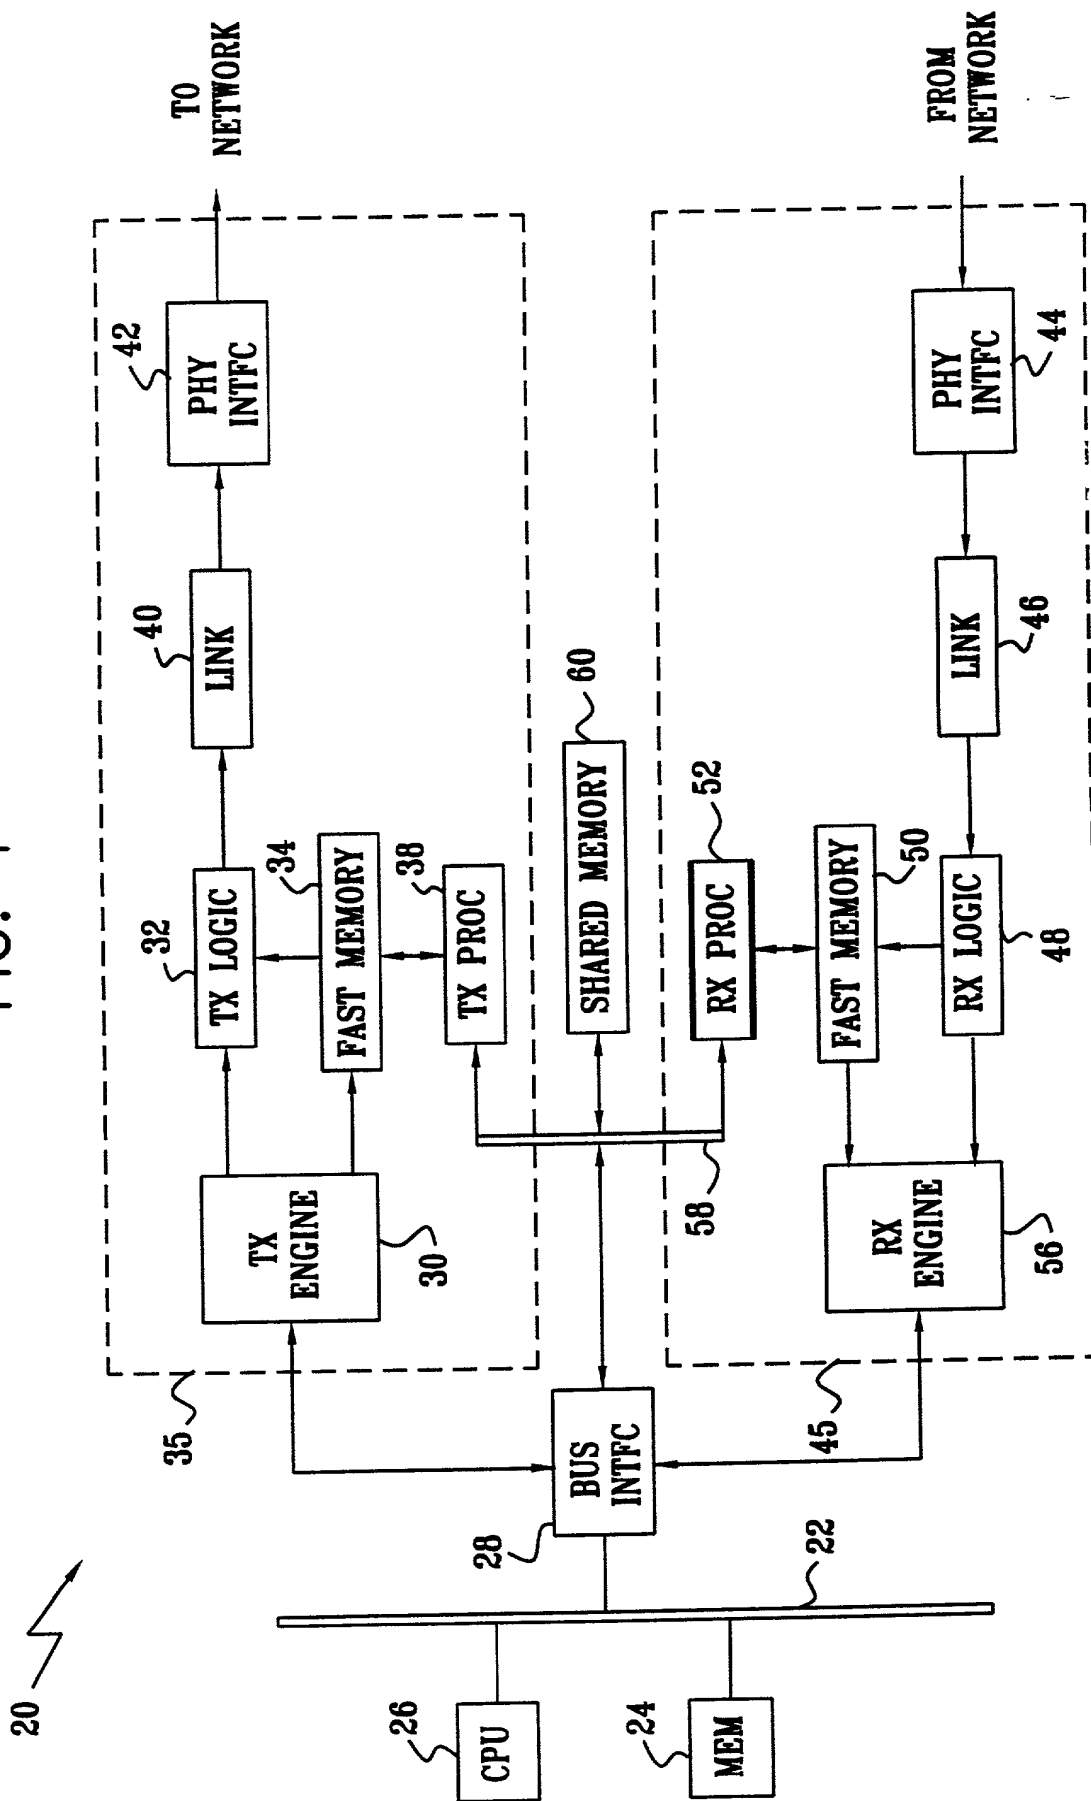 20
CPU
26
MEM
24
22
BUS
INTFC
28
35
TX
ENGINE
30
TX LOGIC
32
FAST MEMORY
34
TX PROC
38
LINK
40
PHY
INTFC
42
TO
NETWORK
SHARED MEMORY
60
58
45
RX PROC
52
FAST MEMORY
50
RX LOGIC
48
RX
ENGINE
56
LINK
46
PHY
INTFC
44
FROM
NETWORK